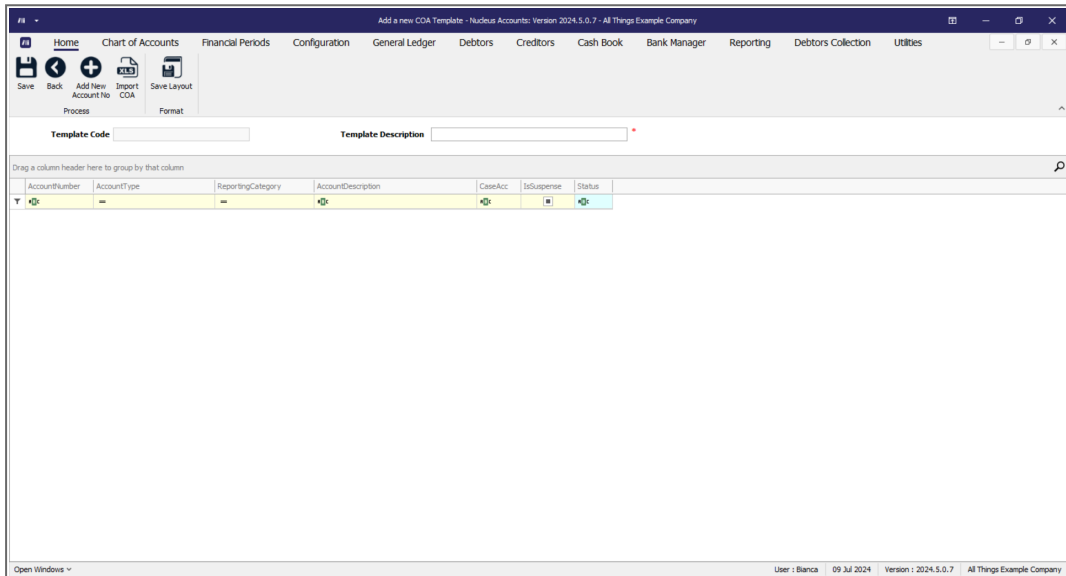 Add a new COA Template - Nucleus Accounts: Version 2024.5.0.7 - All Things Example Company
Home Chart of Accounts Financial Periods Configuration General Ledger Debtors Creditors Cash Book Bank Manager Reporting Debtors Collection Utilities
XLS
Save Back Add New Account No Import COA Save Layout
Process Format
Template Code Template Description *
Drag a column header here to group by that column
AccountNumber AccountType ReportingCategory AccountDescription CaseAcc IsSuspense Status
= =
Open Windows User : Bianca 09 Jul 2024 Version : 2024.5.0.7 All Things Example Company